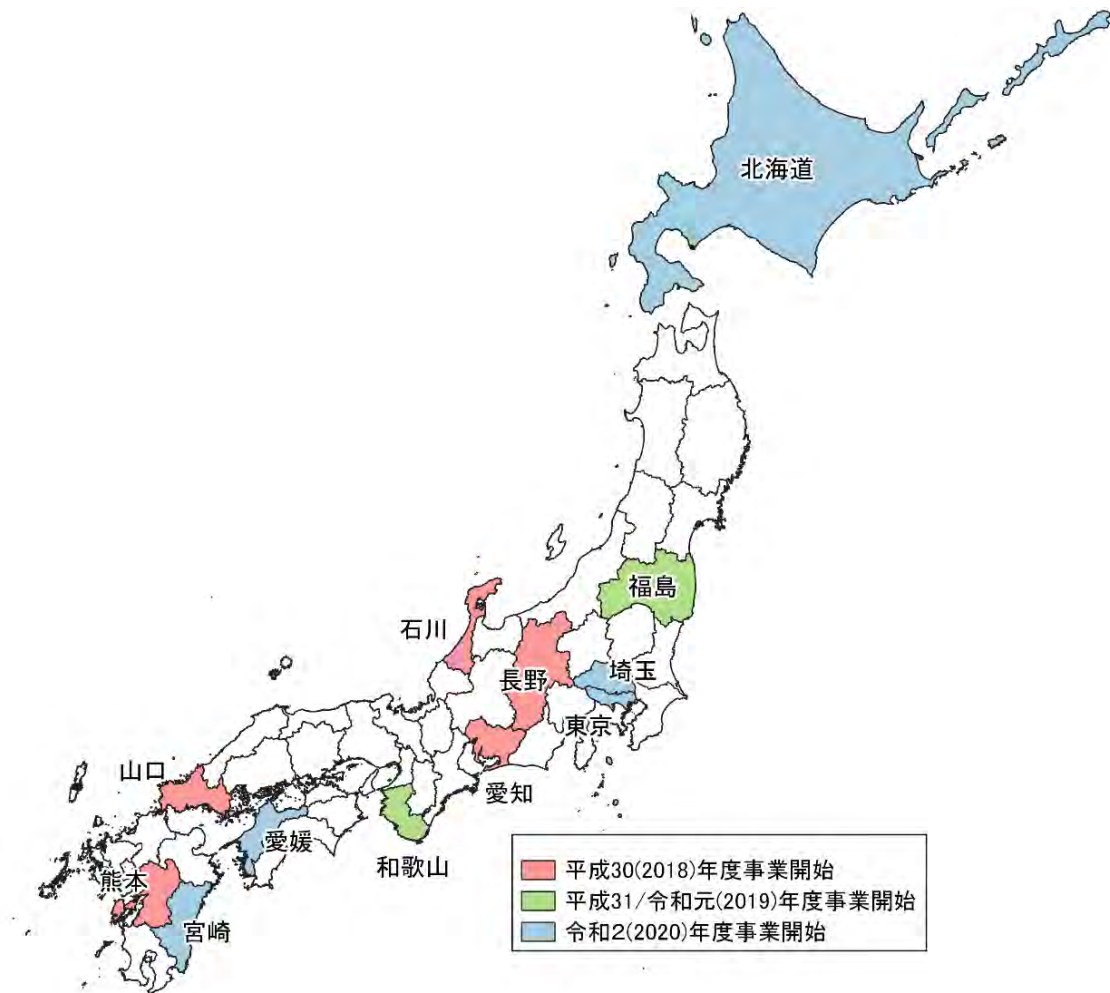 北海道
福島
石川
長野
埼玉
東京
山口
愛知
愛媛
和歌山
熊本
宮崎
平成30(2018)年度事業開始
平成31/令和元(2019)年度事業開始
令和2(2020)年度事業開始